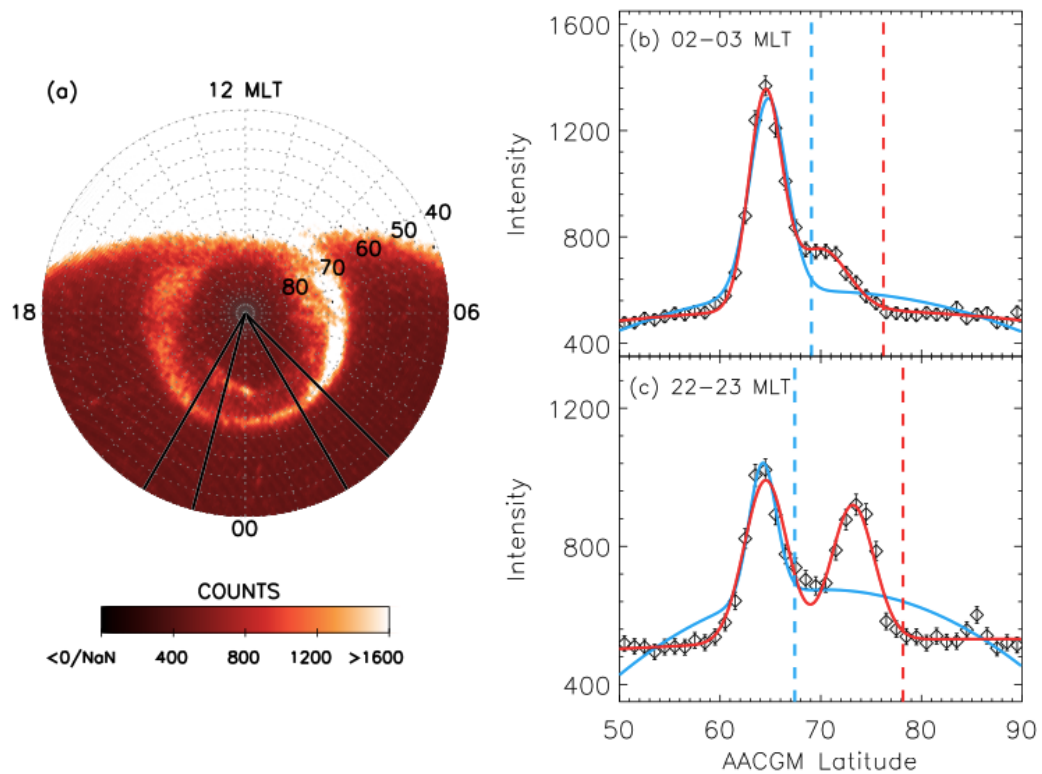 (a)
12 MLT
40
50
60
70
80
18
06
00
COUNTS
<0/NaN 400 800 1200 >1600
(b) 02-03 MLT
1600
1200
800
400
Intensity
(c) 22-23 MLT
1200
800
400
Intensity
50 60 70 80 90
AACGM Latitude